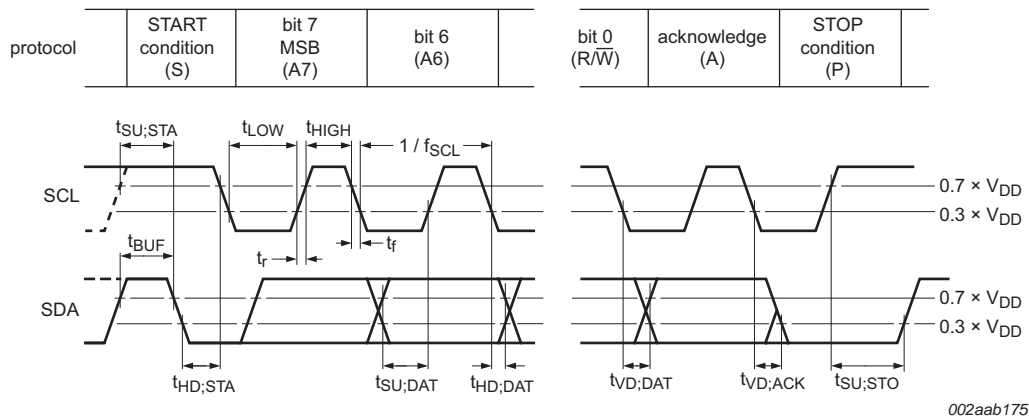 protocol
START
condition
(S)
bit 7
MSB
(A7)
bit 6
(A6)
bit 0
(R/W̅)
acknowledge
(A)
STOP
condition
(P)
tSU;STA
tLOW
tHIGH
1 / fSCL
SCL
0.7 × VDD
0.3 × VDD
tBUF
tr
tf
SDA
0.7 × VDD
0.3 × VDD
tHD;STA
tSU;DAT
tHD;DAT
tVD;DAT
tVD;ACK
tSU;STO
002aab175